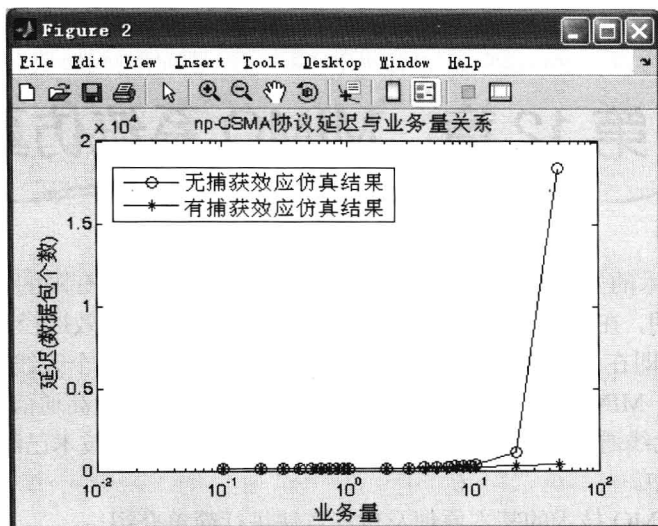 Figure 2
File Edit View Insert Tools Desktop Window Help
×10⁴
np-CSMA协议延迟与业务量关系
无捕获效应仿真结果
有捕获效应仿真结果
延迟(数据包个数)
2
1.5
1
0.5
0
10⁻²
10⁻¹
10⁰
10¹
10²
业务量